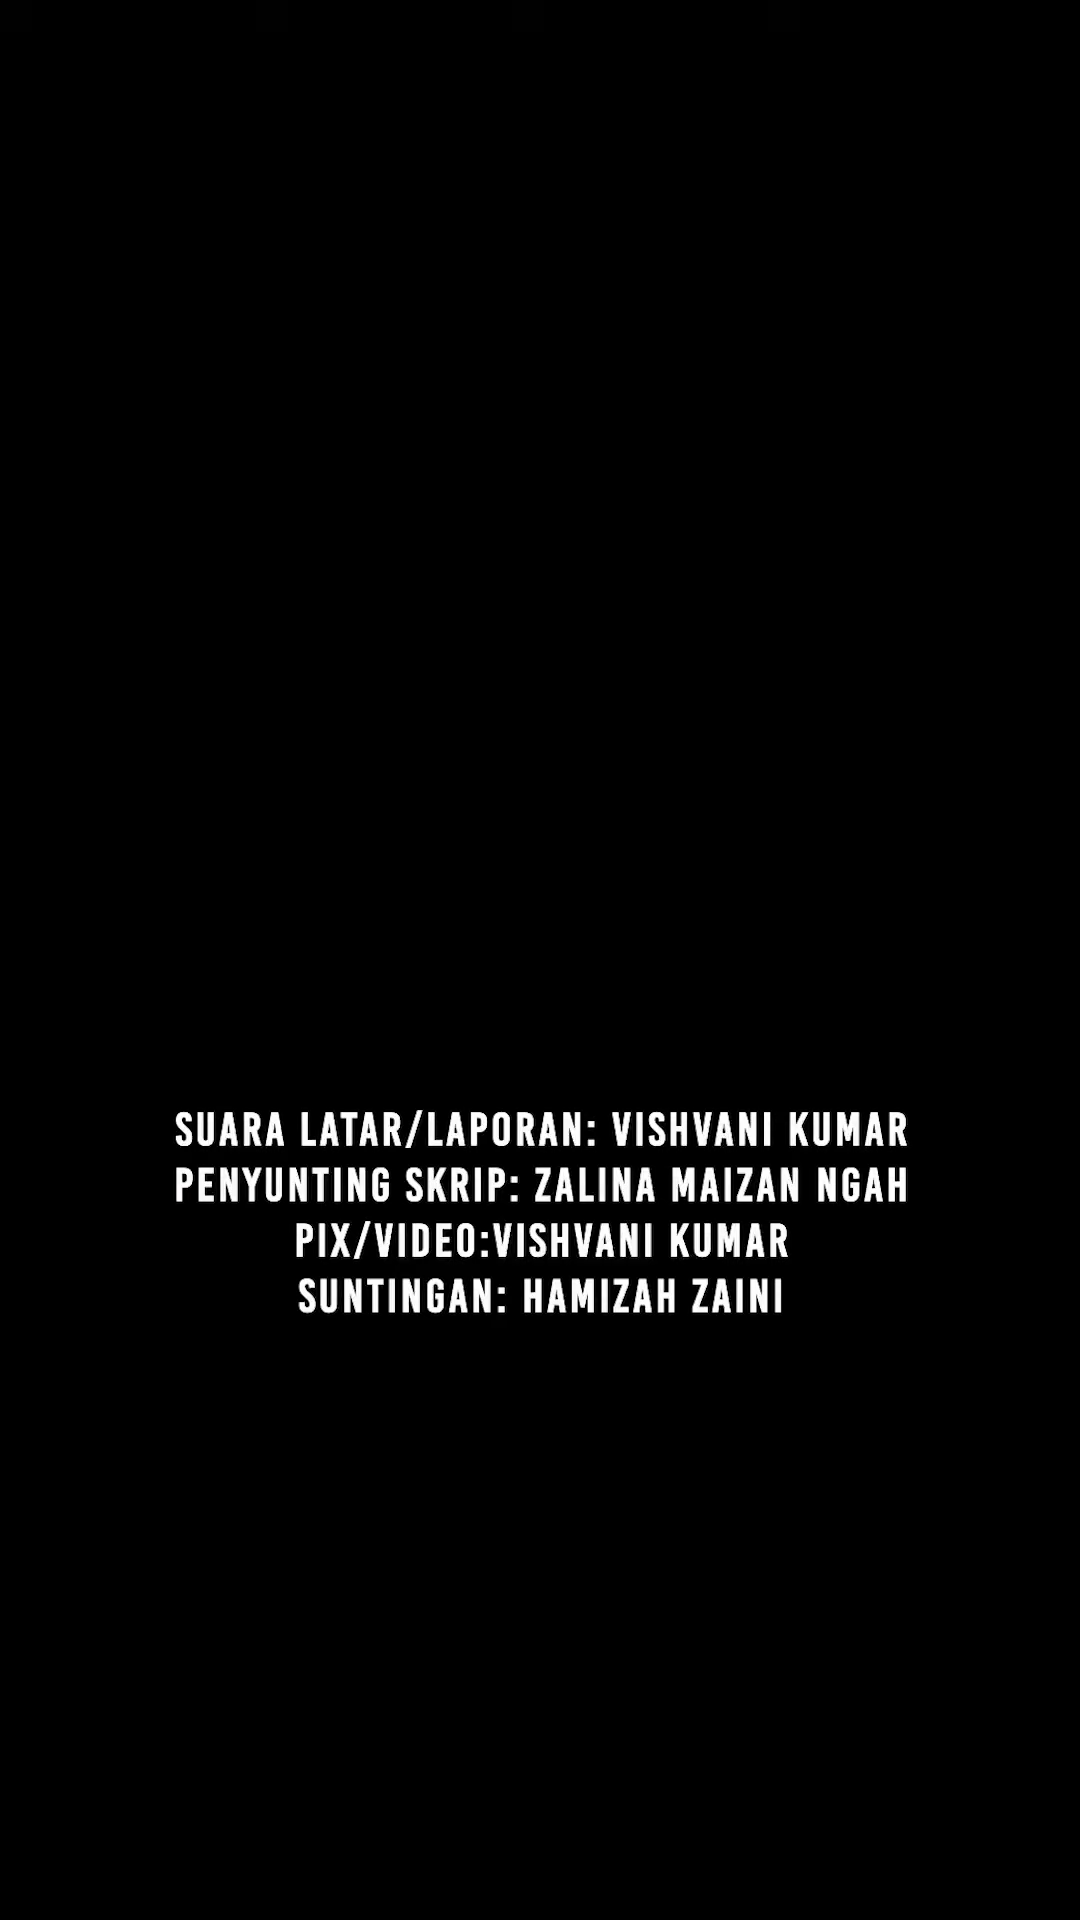 SUARA LATAR/LAPORAN: VISHVANI KUMAR
PENYUNTING SKRIP: ZALINA MAIZAN NGAH
PIX/VIDEO:VISHVANI KUMAR
SUNTINGAN: HAMIZAH ZAINI